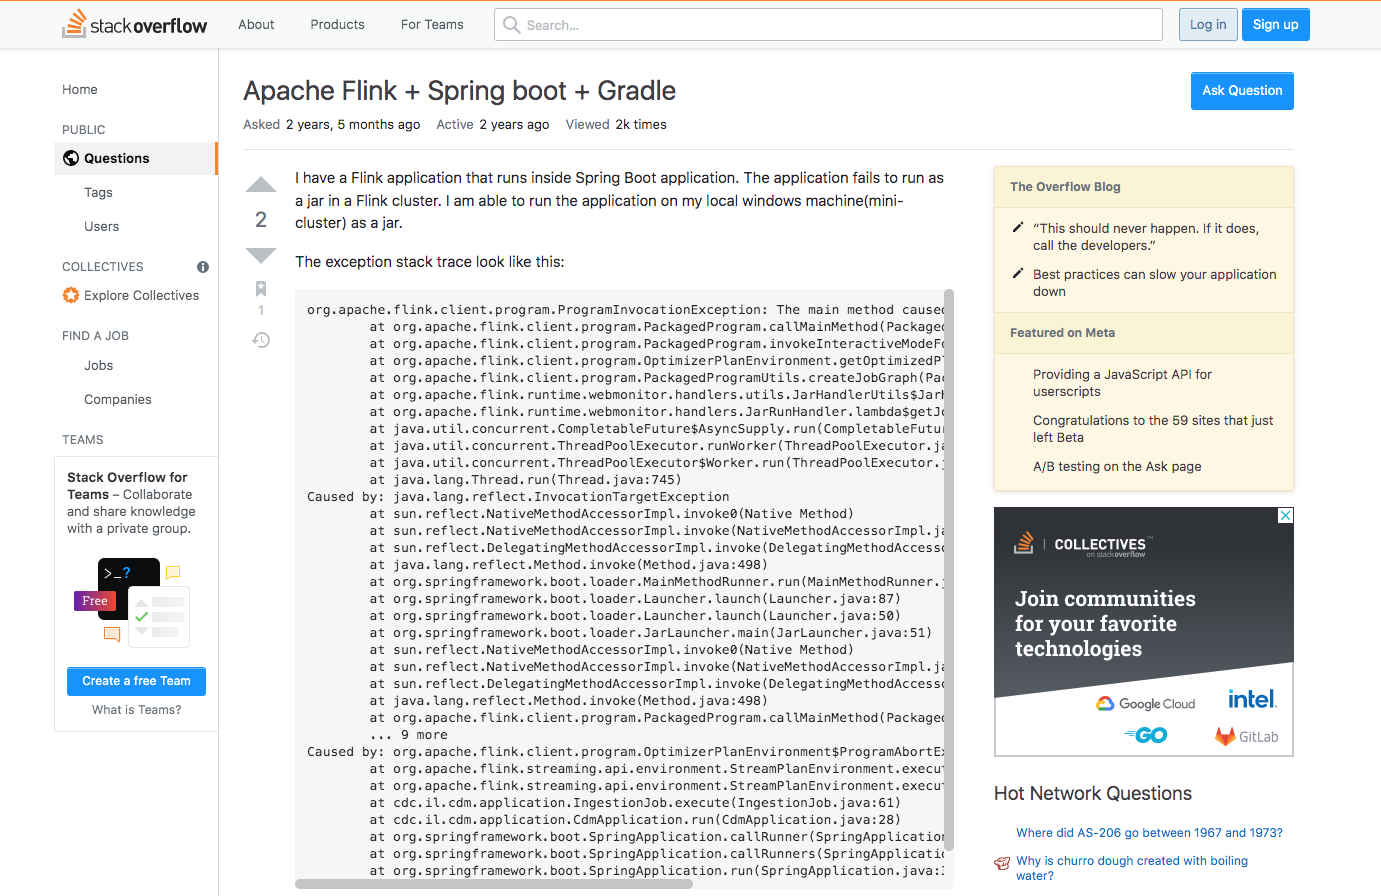 stack overflow
About
Products
For Teams
Search...
Log in
Sign up
Home
PUBLIC
Questions
Tags
Users
COLLECTIVES
Explore Collectives
FIND A JOB
Jobs
Companies
TEAMS
Stack Overflow for
Teams – Collaborate
and share knowledge
with a private group.
>_?
Free
Create a free Team
What is Teams?
Apache Flink + Spring boot + Gradle
Ask Question
Asked 2 years, 5 months ago Active 2 years ago Viewed 2k times
2
1
I have a Flink application that runs inside Spring Boot application. The application fails to run as
a jar in a Flink cluster. I am able to run the application on my local windows machine(mini-
cluster) as a jar.
The exception stack trace look like this:
org.apache.flink.client.program.ProgramInvocationException: The main method caused
at org.apache.flink.client.program.PackagedProgram.callMainMethod(Packaged
at org.apache.flink.client.program.PackagedProgram.invokeInteractiveModeFo
at org.apache.flink.client.program.OptimizerPlanEnvironment.getOptimizedPl
at org.apache.flink.client.program.PackagedProgramUtils.createJobGraph(Pac
at org.apache.flink.runtime.webmonitor.handlers.utils.JarHandlerUtils$JarH
at org.apache.flink.runtime.webmonitor.handlers.JarRunHandler.lambda$getJo
at java.util.concurrent.CompletableFuture$AsyncSupply.run(CompletableFutur
at java.util.concurrent.ThreadPoolExecutor.runWorker(ThreadPoolExecutor.ja
at java.util.concurrent.ThreadPoolExecutor$Worker.run(ThreadPoolExecutor.j
at java.lang.Thread.run(Thread.java:745)
Caused by: java.lang.reflect.InvocationTargetException
at sun.reflect.NativeMethodAccessorImpl.invoke0(Native Method)
at sun.reflect.NativeMethodAccessorImpl.invoke(NativeMethodAccessorImpl.ja
at sun.reflect.DelegatingMethodAccessorImpl.invoke(DelegatingMethodAccesso
at java.lang.reflect.Method.invoke(Method.java:498)
at org.springframework.boot.loader.MainMethodRunner.run(MainMethodRunner.j
at org.springframework.boot.loader.Launcher.launch(Launcher.java:87)
at org.springframework.boot.loader.Launcher.launch(Launcher.java:50)
at org.springframework.boot.loader.JarLauncher.main(JarLauncher.java:51)
at sun.reflect.NativeMethodAccessorImpl.invoke0(Native Method)
at sun.reflect.NativeMethodAccessorImpl.invoke(NativeMethodAccessorImpl.ja
at sun.reflect.DelegatingMethodAccessorImpl.invoke(DelegatingMethodAccesso
at java.lang.reflect.Method.invoke(Method.java:498)
at org.apache.flink.client.program.PackagedProgram.callMainMethod(Packaged
... 9 more
Caused by: org.apache.flink.client.program.OptimizerPlanEnvironment$ProgramAbortEx
at org.apache.flink.streaming.api.environment.StreamPlanEnvironment.execut
at org.apache.flink.streaming.api.environment.StreamPlanEnvironment.execut
at cdc.il.cdm.application.IngestionJob.execute(IngestionJob.java:61)
at cdc.il.cdm.application.CdmApplication.run(CdmApplication.java:28)
at org.springframework.boot.SpringApplication.callRunner(SpringApplication
at org.springframework.boot.SpringApplication.callRunners(SpringApplicatio
at org.springframework.boot.SpringApplication.run(SpringApplication.java:3
The Overflow Blog
“This should never happen. If it does,
call the developers.”
Best practices can slow your application
down
Featured on Meta
Providing a JavaScript API for
userscripts
Congratulations to the 59 sites that just
left Beta
A/B testing on the Ask page
COLLECTIVES™
on stackoverflow
Join communities
for your favorite
technologies
Google Cloud
intel.
GO
GitLab
Hot Network Questions
Where did AS-206 go between 1967 and 1973?
Why is churro dough created with boiling
water?